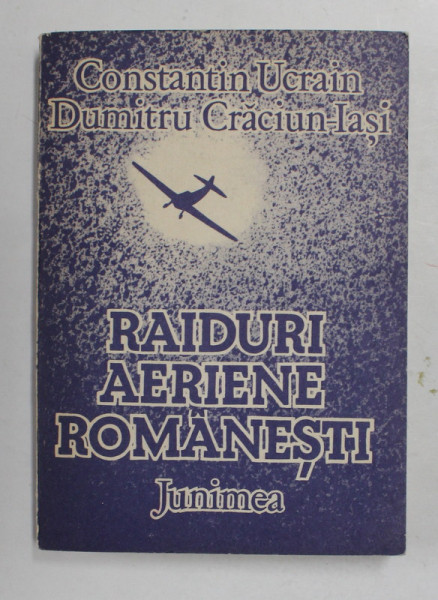 Constantin Ucrain
Dumitru Crăciun-Iași
RAIDURI
AERIENE
ROMÂNEȘTI
Junimea